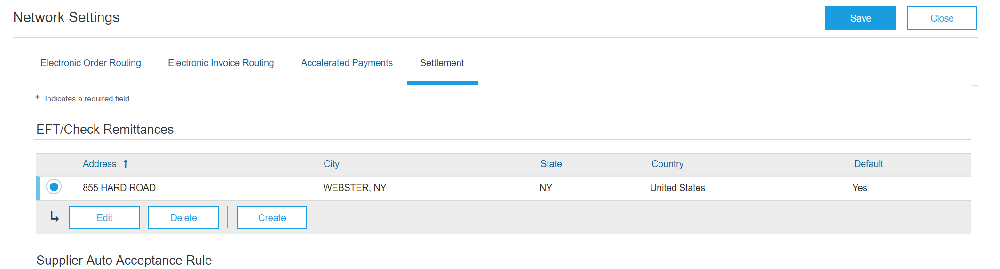 Network Settings
Save
Close
Electronic Order Routing
Electronic Invoice Routing
Accelerated Payments
Settlement
* Indicates a required field
EFT/Check Remittances
Address ↑ City State Country Default
855 HARD ROAD WEBSTER, NY NY United States Yes
Edit
Delete
Create
Supplier Auto Acceptance Rule